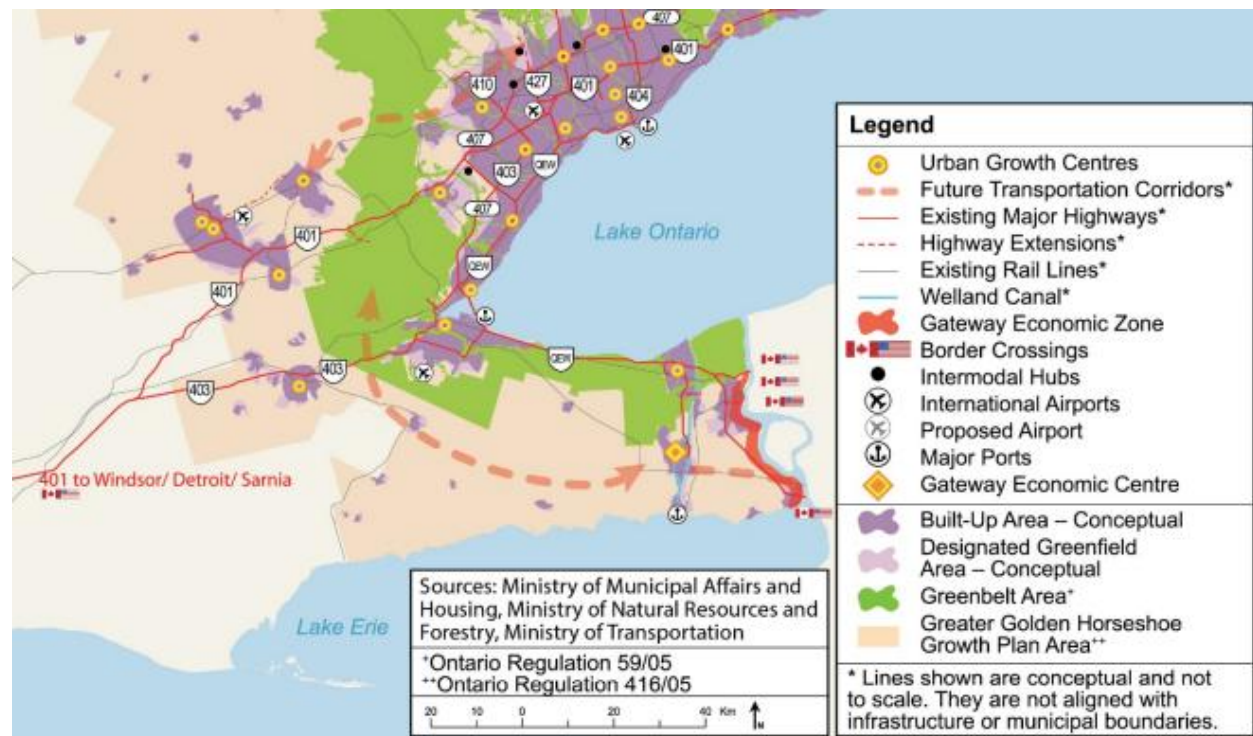 407
401
410
427
401
404
407
QEW
403
407
Lake Ontario
401
QEW
401
QEW
403
403
401 to Windsor/ Detroit/ Sarnia
Lake Erie
Sources: Ministry of Municipal Affairs and
Housing, Ministry of Natural Resources and
Forestry, Ministry of Transportation
+Ontario Regulation 59/05
++Ontario Regulation 416/05
20 10 0 20 40 Km
N
Legend
Urban Growth Centres
Future Transportation Corridors*
Existing Major Highways*
Highway Extensions*
Existing Rail Lines*
Welland Canal*
Gateway Economic Zone
Border Crossings
Intermodal Hubs
International Airports
Proposed Airport
Major Ports
Gateway Economic Centre
Built-Up Area – Conceptual
Designated Greenfield
Area – Conceptual
Greenbelt Area+
Greater Golden Horseshoe
Growth Plan Area++
* Lines shown are conceptual and not
to scale. They are not aligned with
infrastructure or municipal boundaries.